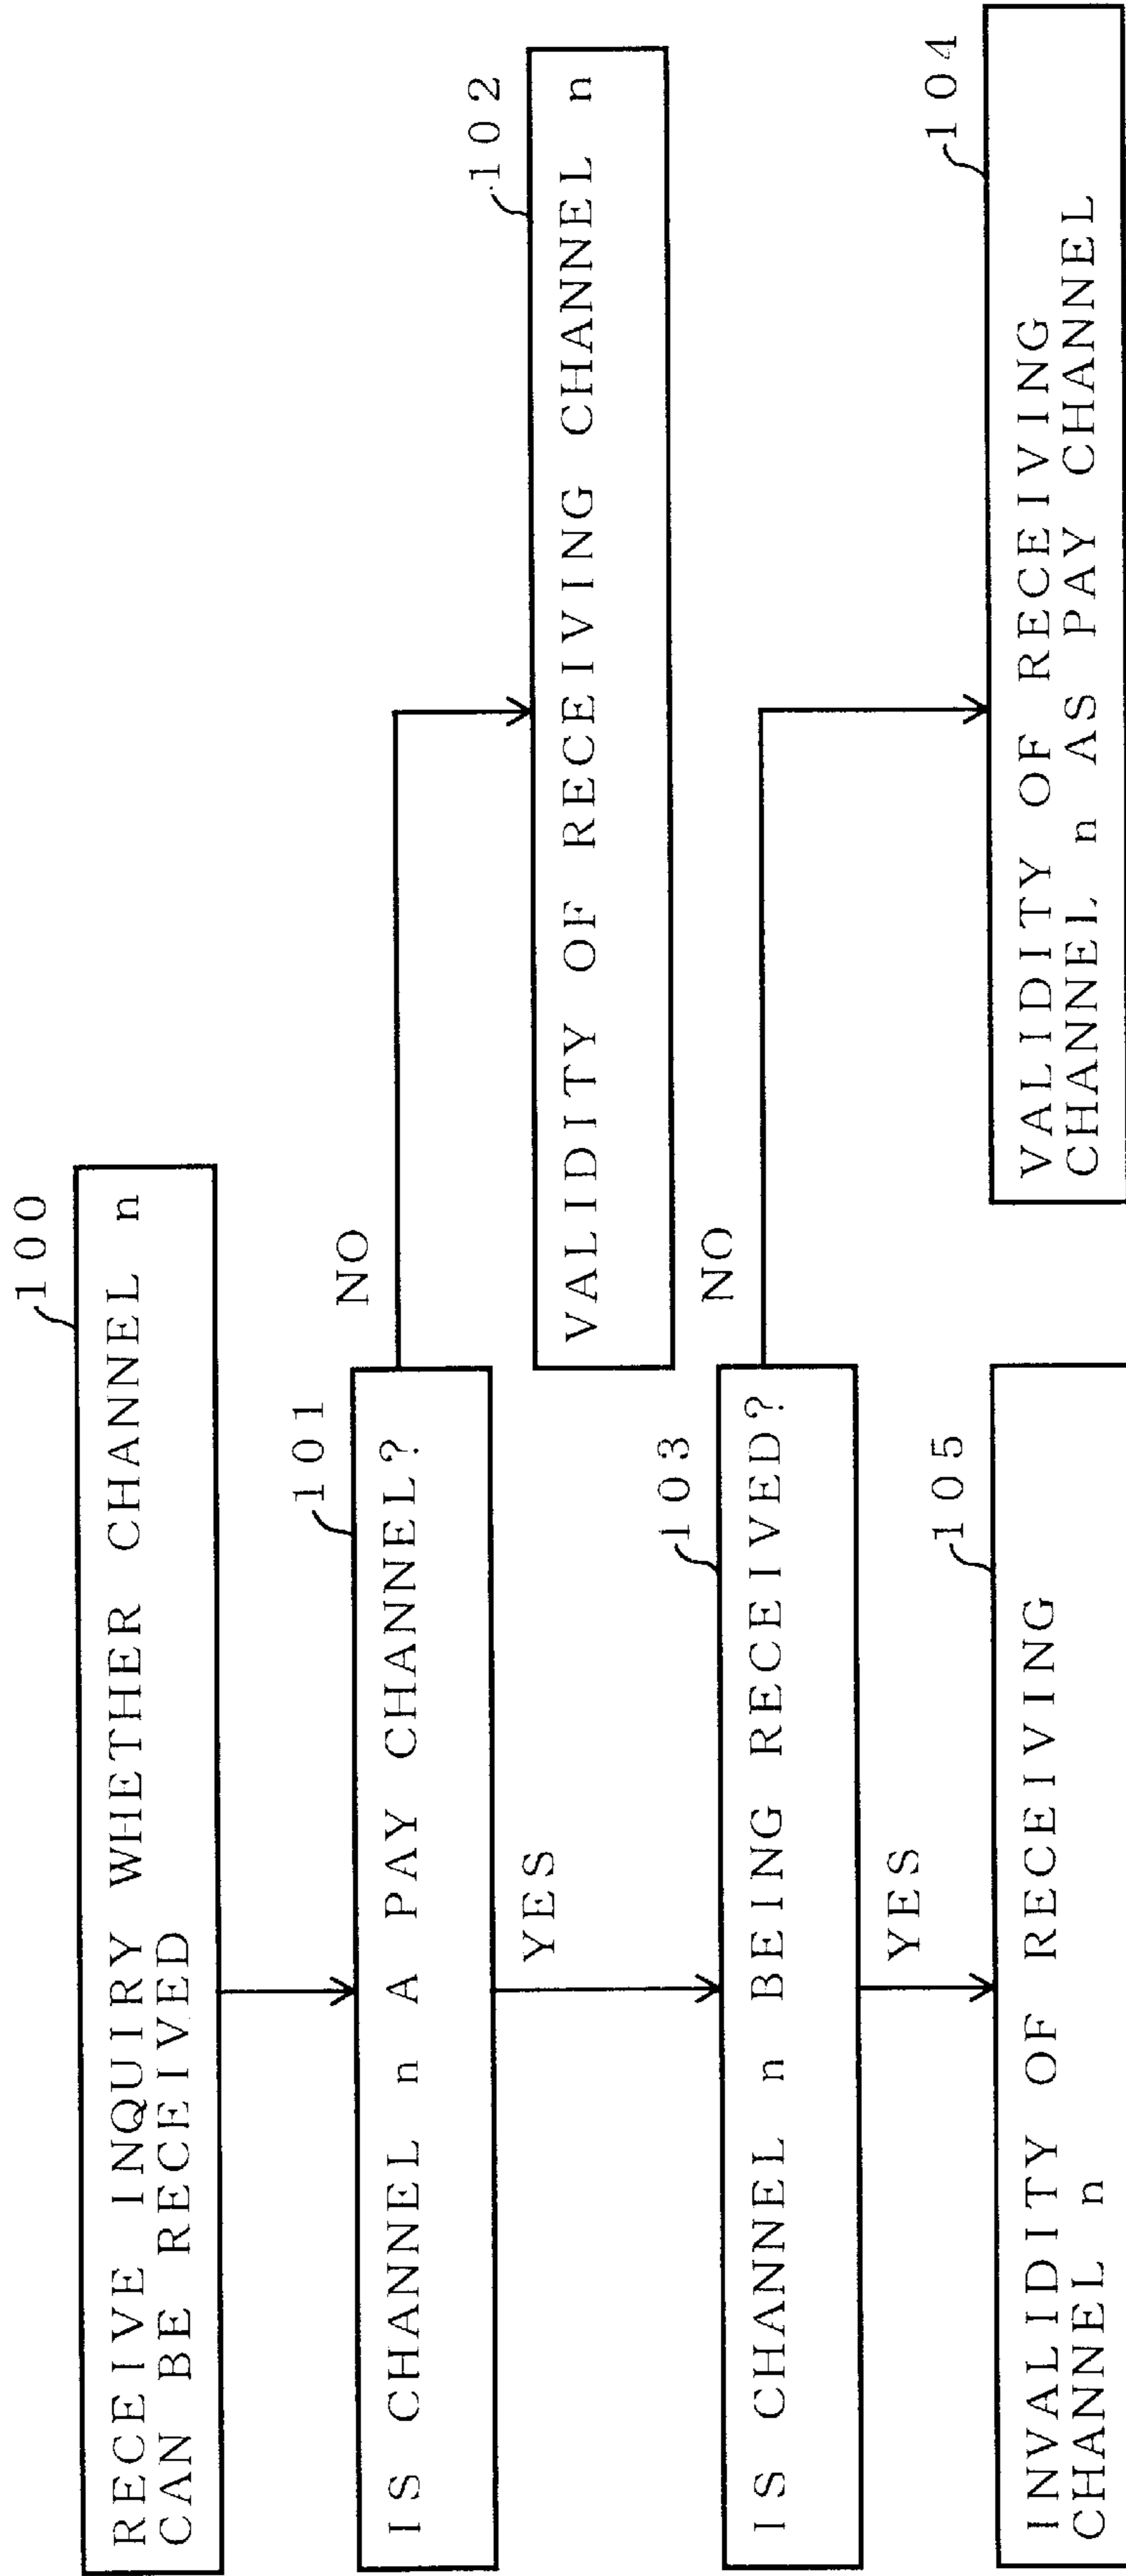 100
RECEIVE INQUIRY WHETHER CHANNEL n
CAN BE RECEIVED
101
IS CHANNEL n A PAY CHANNEL?
NO
102
VALIDITY OF RECEIVING CHANNEL n
YES
103
IS CHANNEL n BEING RECEIVED?
NO
104
VALIDITY OF RECEIVING
CHANNEL n AS PAY CHANNEL
YES
105
INVALIDITY OF RECEIVING
CHANNEL n